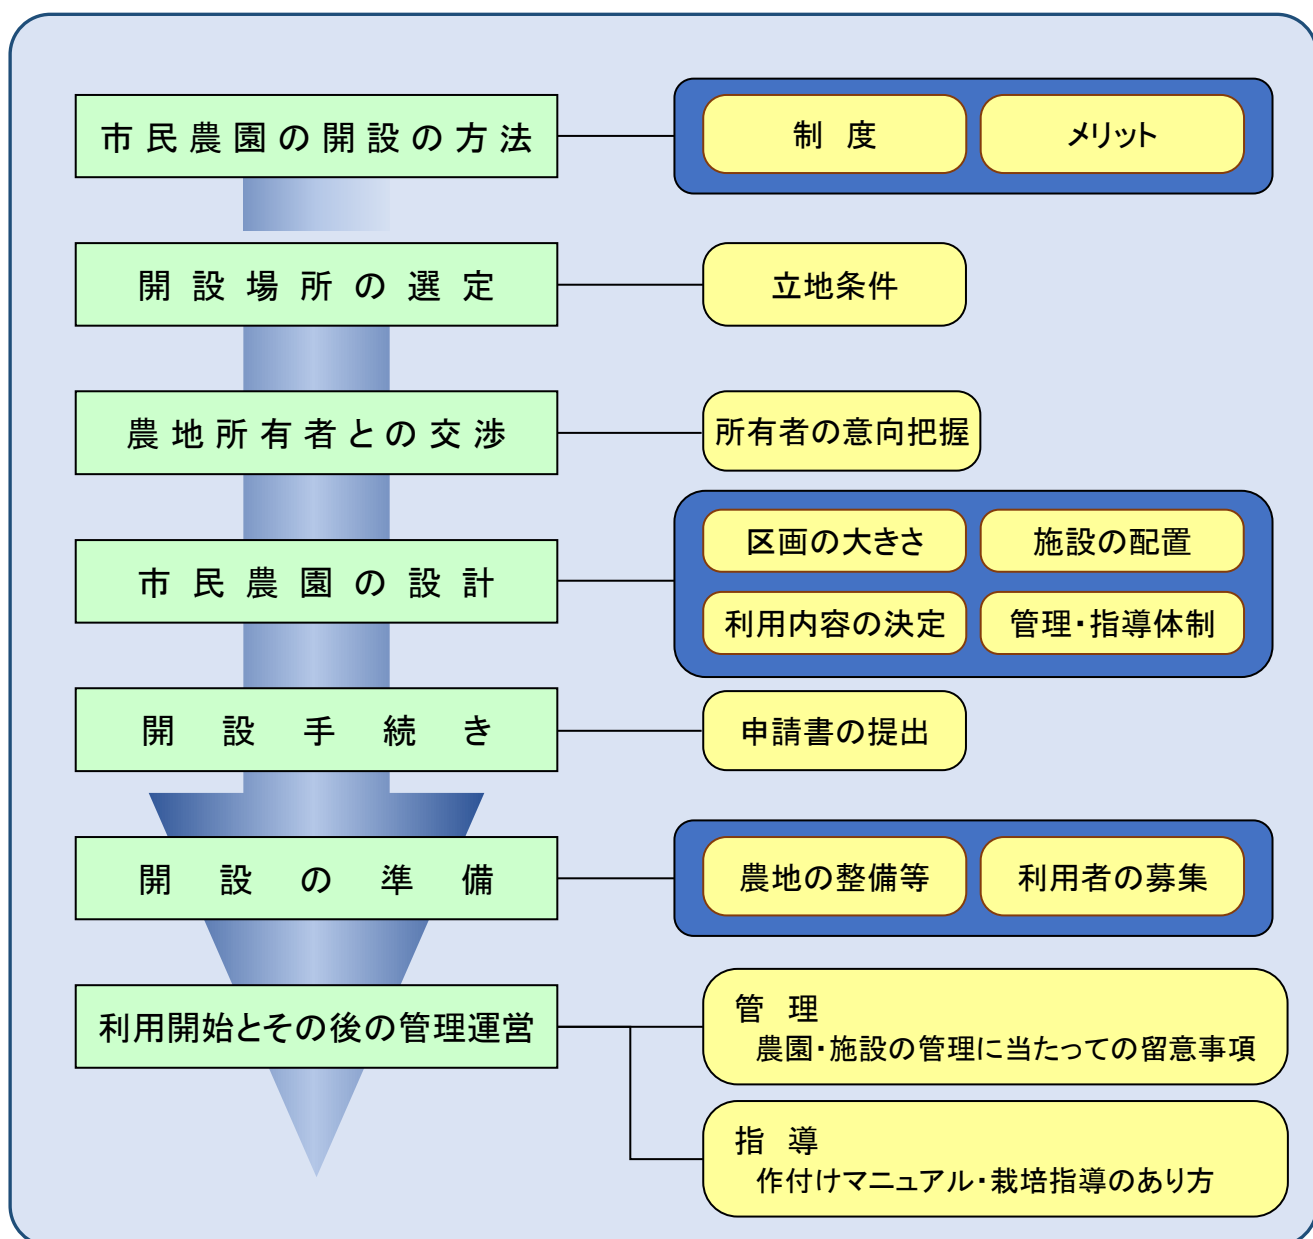 市民農園の開設の方法
制度
メリット
開設場所の選定
立地条件
農地所有者との交渉
所有者の意向把握
市民農園の設計
区画の大きさ
施設の配置
利用内容の決定
管理・指導体制
開設手続き
申請書の提出
開設の準備
農地の整備等
利用者の募集
利用開始とその後の管理運営
管理
農園・施設の管理に当たっての留意事項
指導
作付けマニュアル・栽培指導のあり方